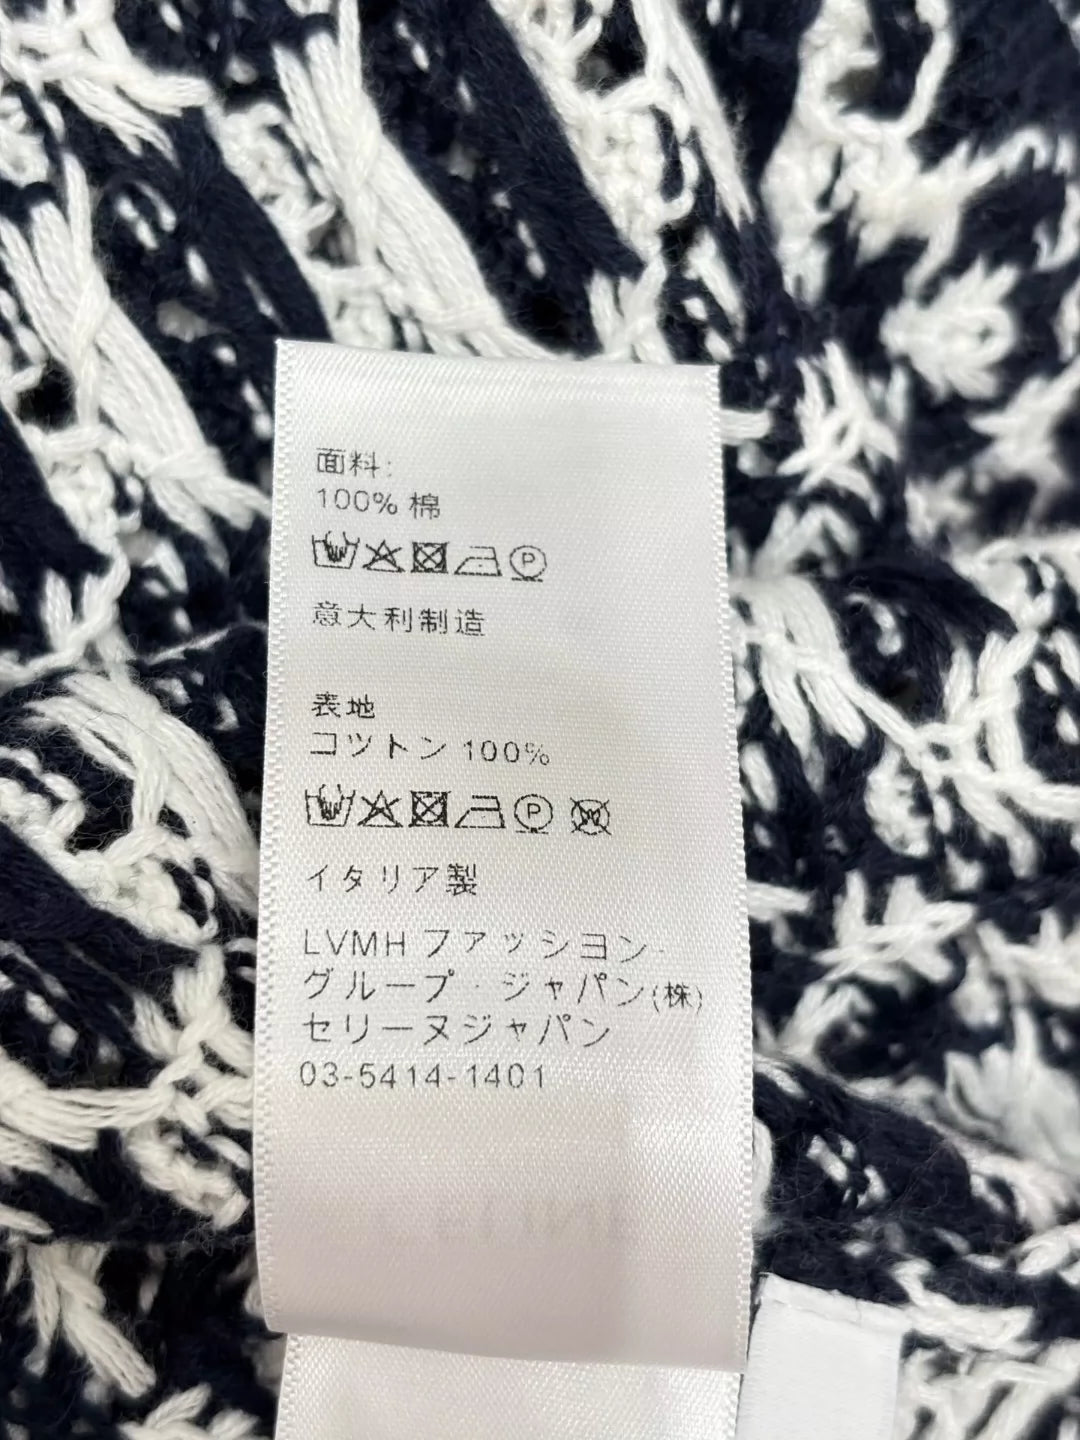 面料:
100% 棉
P
意大利制造
表地
コットン 100%
P W
イタリア製
LVMH ファッション・
グループ・ジャパン(株)
セリーヌジャパン
03-5414-1401